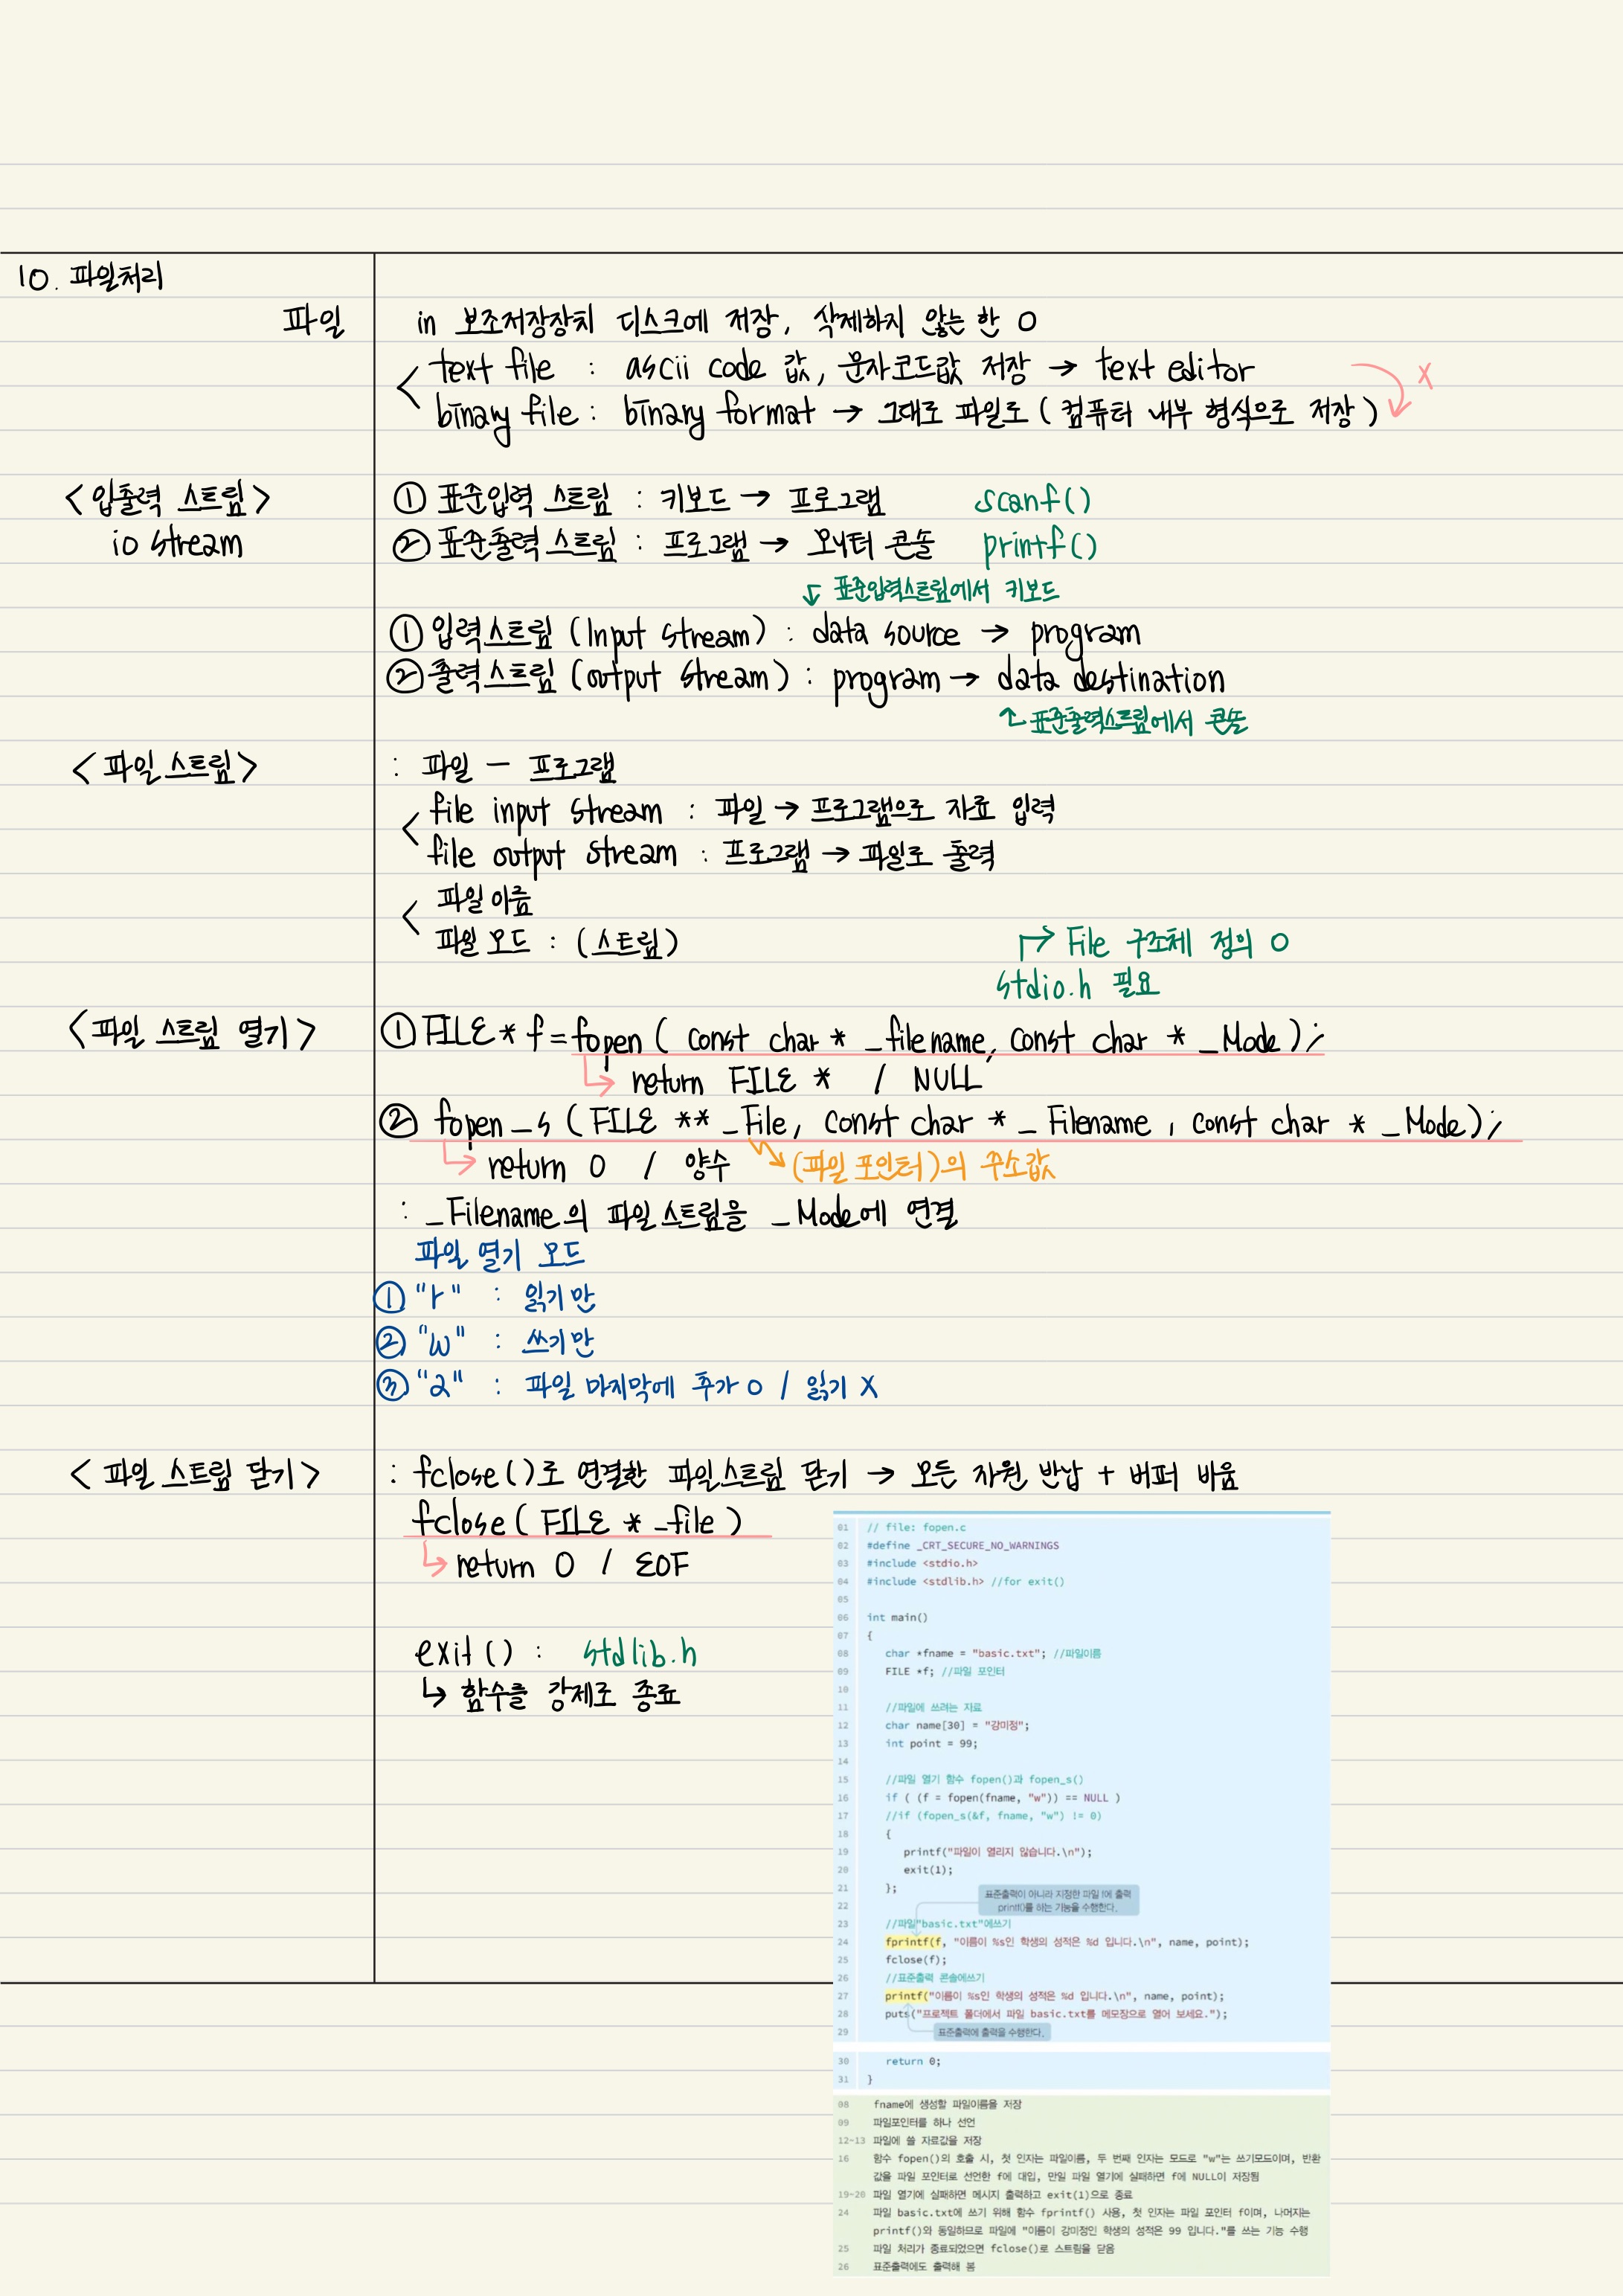 10. 파일처리
파일
in 보조저장장치 디스크에 저장, 삭제하지 않는 한 O
text file : ascii code 값, 문자코드값 저장 → text editor
X
binary file : binary format → 그대로 파일로 (컴퓨터 내부 형식으로 저장)
<입출력 스트림>
① 표준입력 스트림 : 키보드 → 프로그램 scanf()
io stream
② 표준출력 스트림 : 프로그램 → 모니터 콘솔 printf()
↓ 표준입력스트림에서 키보드
① 입력스트림 (Input stream) : data source → program
② 출력스트림 (output stream) : program → data destination
↑ 표준출력스트림에서 콘솔
<파일 스트림>
: 파일 - 프로그램
file input stream : 파일 → 프로그램으로 자료 입력
file output stream : 프로그램 → 파일로 출력
파일 이름
파일 모드 : (스트림)
→ File 구조체 정의 O
stdio.h 필요
<파일 스트림 열기>
① FILE * f = fopen ( const char * _filename, const char * _Mode );
↳ return FILE * / NULL
② fopen_s ( FILE ** _File, const char * _Filename , const char * _Mode);
↳ return 0 / 양수 (파일 포인터)의 주소값
: _Filename의 파일 스트림을 _Mode에 연결
파일 열기 모드
① "r" : 읽기만
② "w" : 쓰기만
③ "a" : 파일 마지막에 추가 O / 읽기 X
<파일 스트림 닫기>
: fclose()로 연결한 파일스트림 닫기 → 모든 자원 반납 + 버퍼 비움
fclose ( FILE * _file )
↳ return 0 / EOF
exit () : stdlib.h
↳ 함수를 강제로 종료
01 // file: fopen.c
02 #define _CRT_SECURE_NO_WARNINGS
03 #include <stdio.h>
04 #include <stdlib.h> //for exit()
05
06 int main()
07 {
08 char *fname = "basic.txt"; //파일이름
09 FILE *f; //파일 포인터
10
11 //파일에 쓰려는 자료
12 char name[30] = "강미정";
13 int point = 99;
14
15 //파일 열기 함수 fopen()과 fopen_s()
16 if ( (f = fopen(fname, "w")) == NULL )
17 //if (fopen_s(&f, fname, "w") != 0)
18 {
19 printf("파일이 열리지 않습니다.\n");
20 exit(1);
21 };
표준출력이 아니라 지정한 파일 f에 출력
printf()를 하는 기능을 수행한다.
22
23 //파일"basic.txt"에쓰기
24 fprintf(f, "이름이 %s인 학생의 성적은 %d 입니다.\n", name, point);
25 fclose(f);
26 //표준출력 콘솔에쓰기
27 printf("이름이 %s인 학생의 성적은 %d 입니다.\n", name, point);
28 puts("프로젝트 폴더에서 파일 basic.txt를 메모장으로 열어 보세요.");
29 표준출력에 출력을 수행한다.
30 return 0;
31 }
08 fname에 생성할 파일이름을 저장
09 파일포인터를 하나 선언
12~13 파일에 쓸 자료값을 저장
16 함수 fopen()의 호출 시, 첫 인자는 파일이름, 두 번째 인자는 모드로 "w"는 쓰기모드이며, 반환
값을 파일 포인터로 선언한 f에 대입, 만일 파일 열기에 실패하면 f에 NULL이 저장됨
19~20 파일 열기에 실패하면 메시지 출력하고 exit(1)으로 종료
24 파일 basic.txt에 쓰기 위해 함수 fprintf() 사용, 첫 인자는 파일 포인터 f이며, 나머지는
printf()와 동일하므로 파일에 "이름이 강미정인 학생의 성적은 99 입니다."를 쓰는 기능 수행
25 파일 처리가 종료되었으면 fclose()로 스트림을 닫음
26 표준출력에도 출력해 봄